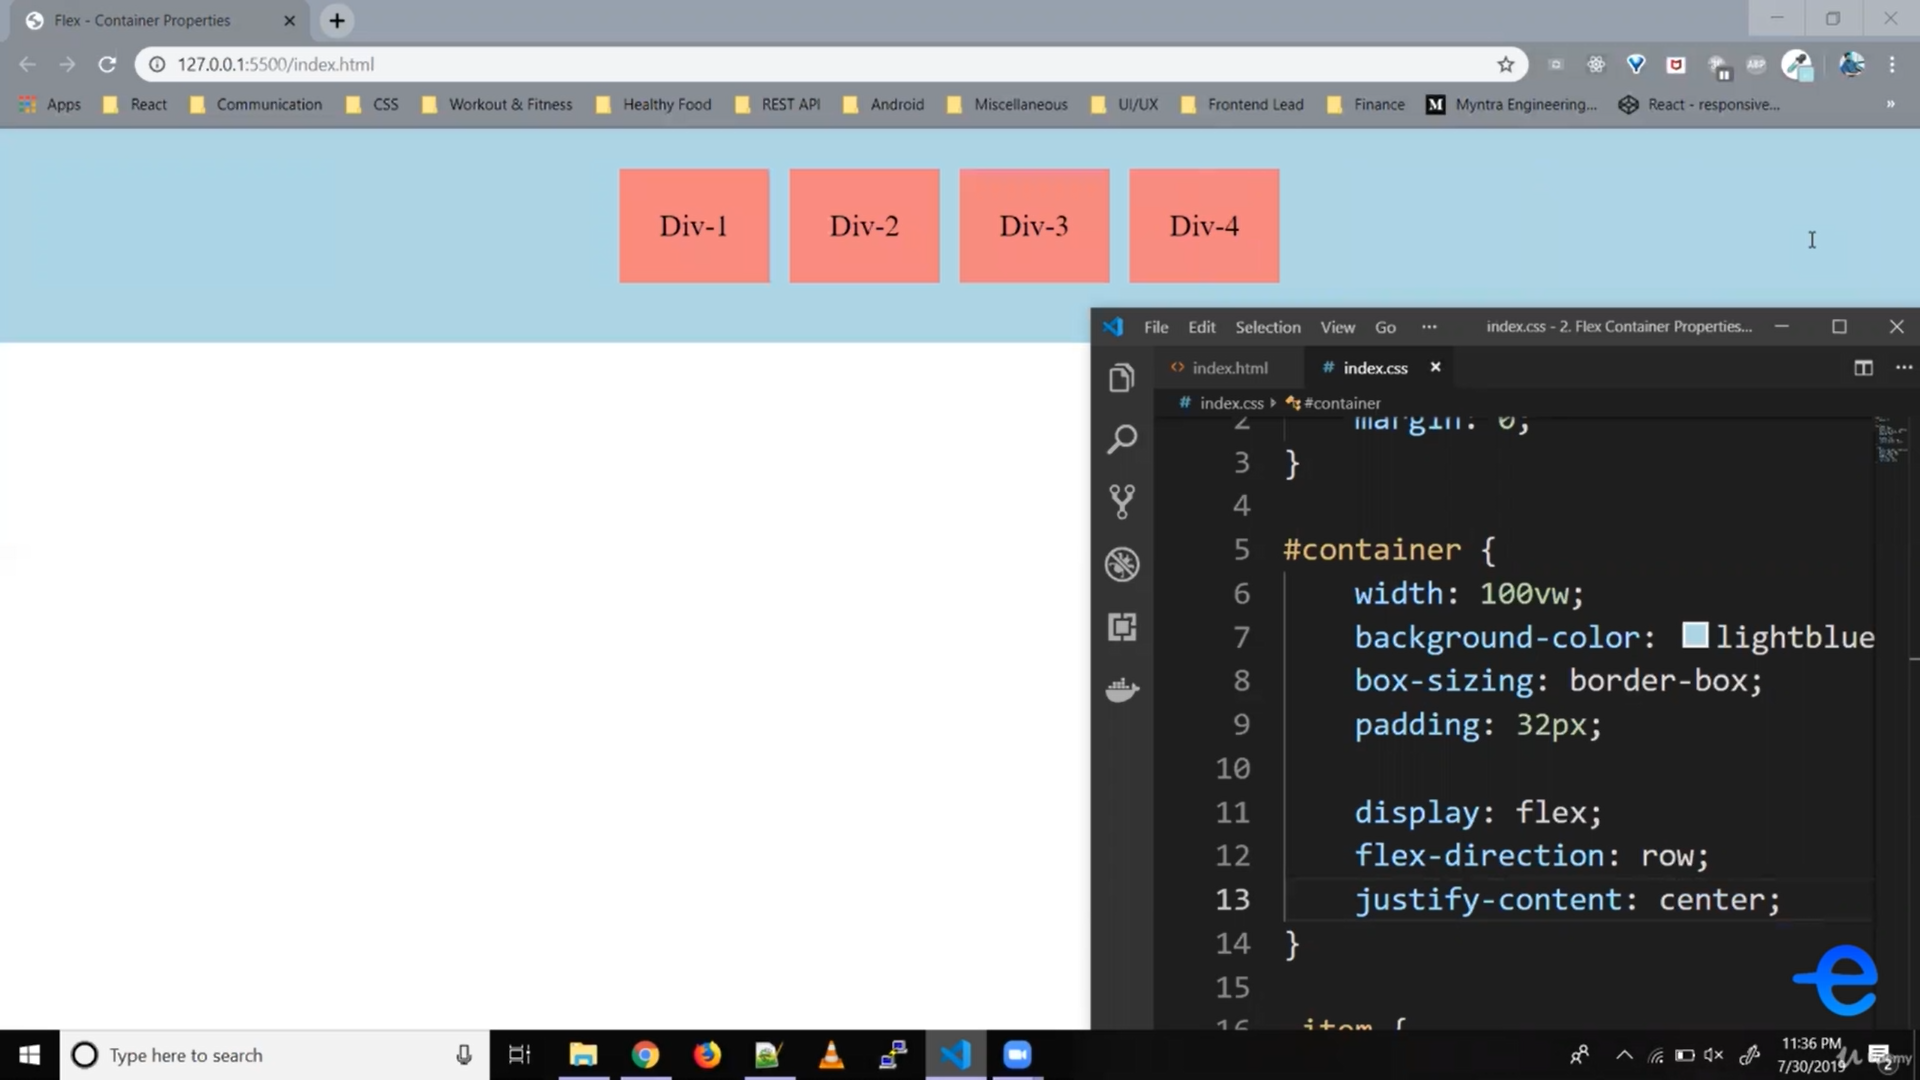 Flex - Container Properties
127.0.0.1:5500/index.html
Apps React Communication CSS Workout & Fitness Healthy Food REST API Android Miscellaneous UI/UX Frontend Lead Finance Myntra Engineering... React - responsive... »
Div-1 Div-2 Div-3 Div-4
File Edit Selection View Go ··· index.css - 2. Flex Container Properties...
index.html # index.css
# index.css #container
2 margin: 0;
3 }
4
5 #container {
6 width: 100vw;
7 background-color: lightblue
8 box-sizing: border-box;
9 padding: 32px;
10
11 display: flex;
12 flex-direction: row;
13 justify-content: center;
14 }
15
16 .item {
Type here to search
11:36 PM
7/30/2019
2